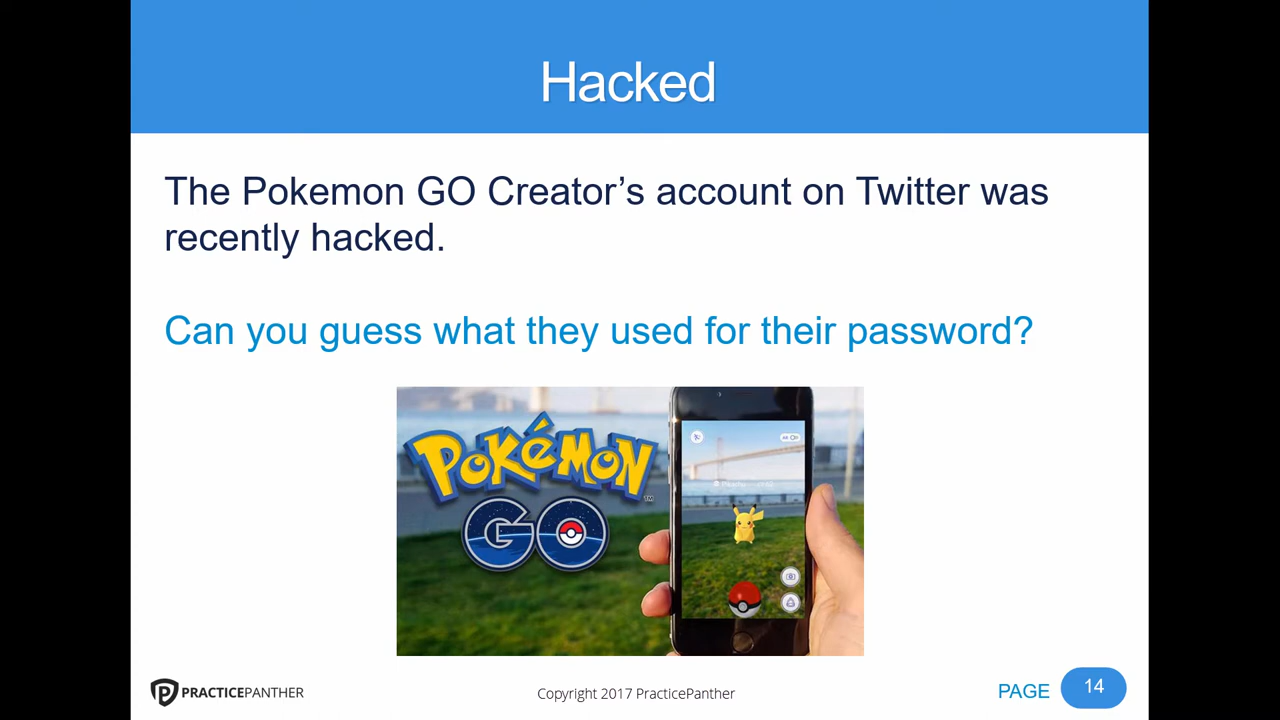 Hacked
The Pokemon GO Creator’s account on Twitter was
recently hacked.
Can you guess what they used for their password?
POKéMON
TM
GO
PRACTICEPANTHER
Copyright 2017 PracticePanther
PAGE
14